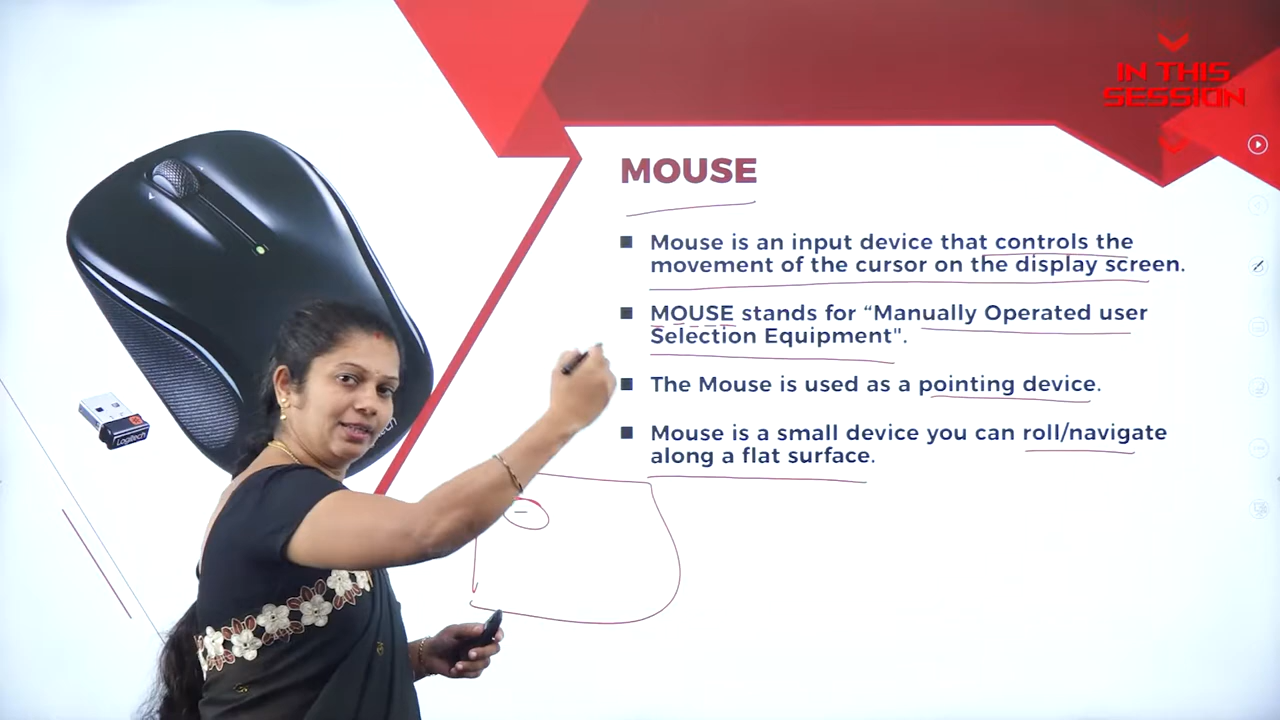 IN THIS
SESSION
MOUSE
Mouse is an input device that controls the
movement of the cursor on the display screen.
MOUSE stands for “Manually Operated user
Selection Equipment".
The Mouse is used as a pointing device.
Mouse is a small device you can roll/navigate
along a flat surface.
Logitech